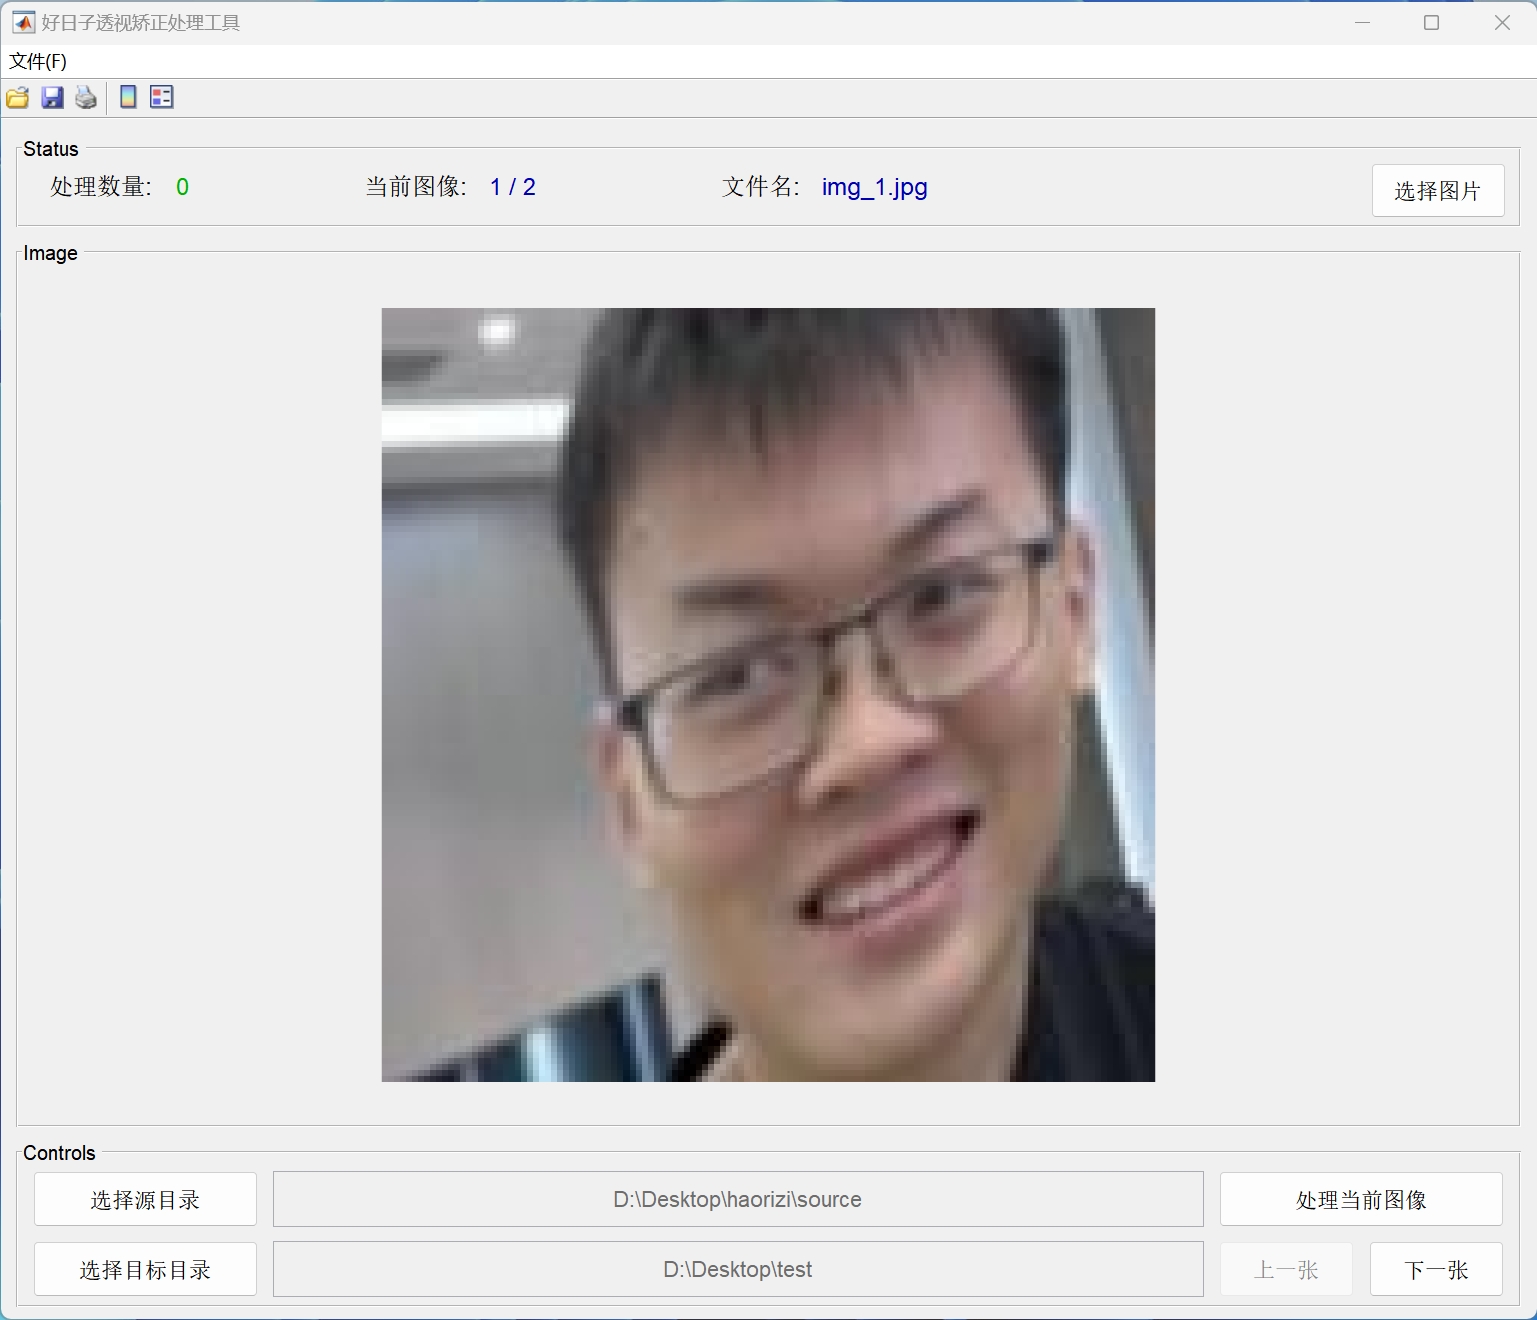 好日子透视矫正处理工具
文件(F)
Status
处理数量: 0 当前图像: 1 / 2 文件名: img_1.jpg 选择图片
Image
Controls
选择源目录 D:\Desktop\haorizi\source 处理当前图像
选择目标目录 D:\Desktop\test 上一张 下一张